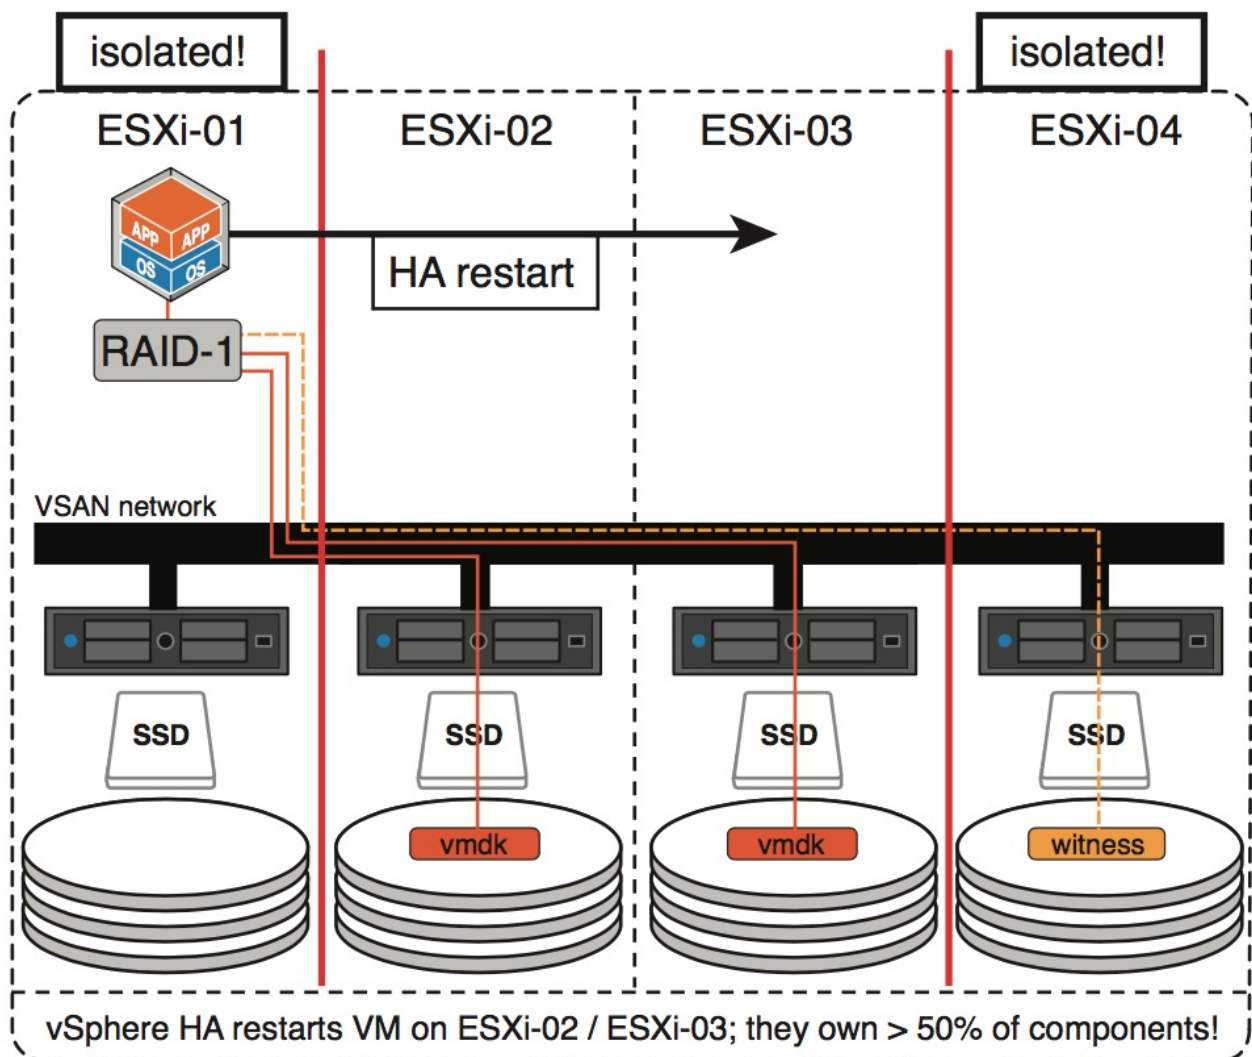 isolated!
isolated!
ESXi-01
ESXi-02
ESXi-03
ESXi-04
APP APP
OS OS
HA restart
RAID-1
VSAN network
SSD
SSD
SSD
SSD
vmdk
vmdk
witness
vSphere HA restarts VM on ESXi-02 / ESXi-03; they own > 50% of components!